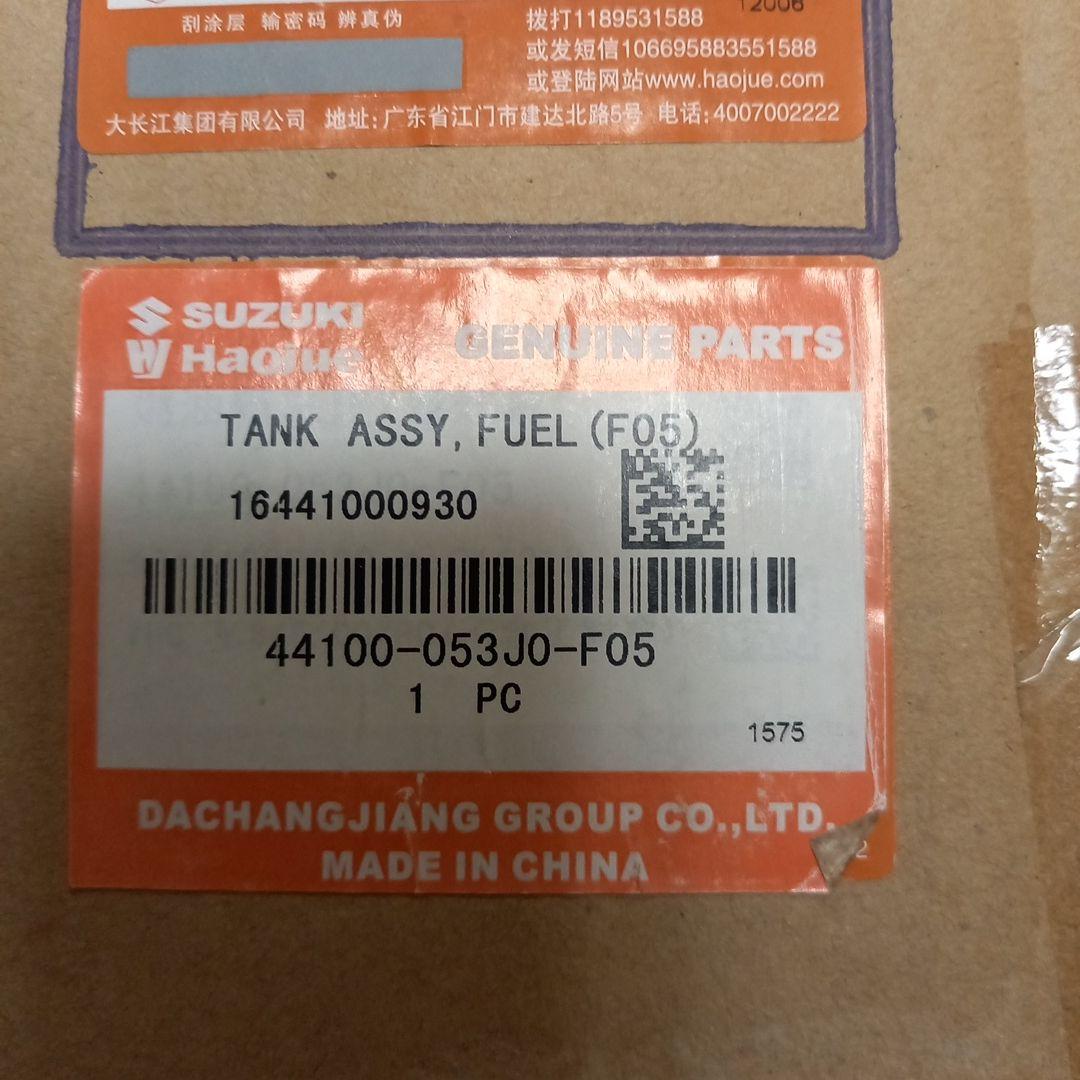 12006
刮涂层 输密码 辨真伪
拨打1189531588
或发短信106695883551588
或登陆网站www.haojue.com
大长江集团有限公司 地址:广东省江门市建达北路5号 电话:4007002222
SUZUKI
Haojue
GENUINE PARTS
TANK ASSY,FUEL(F05)
16441000930
44100-053J0-F05
1 PC
1575
DACHANGJIANG GROUP CO.,LTD.
MADE IN CHINA
2